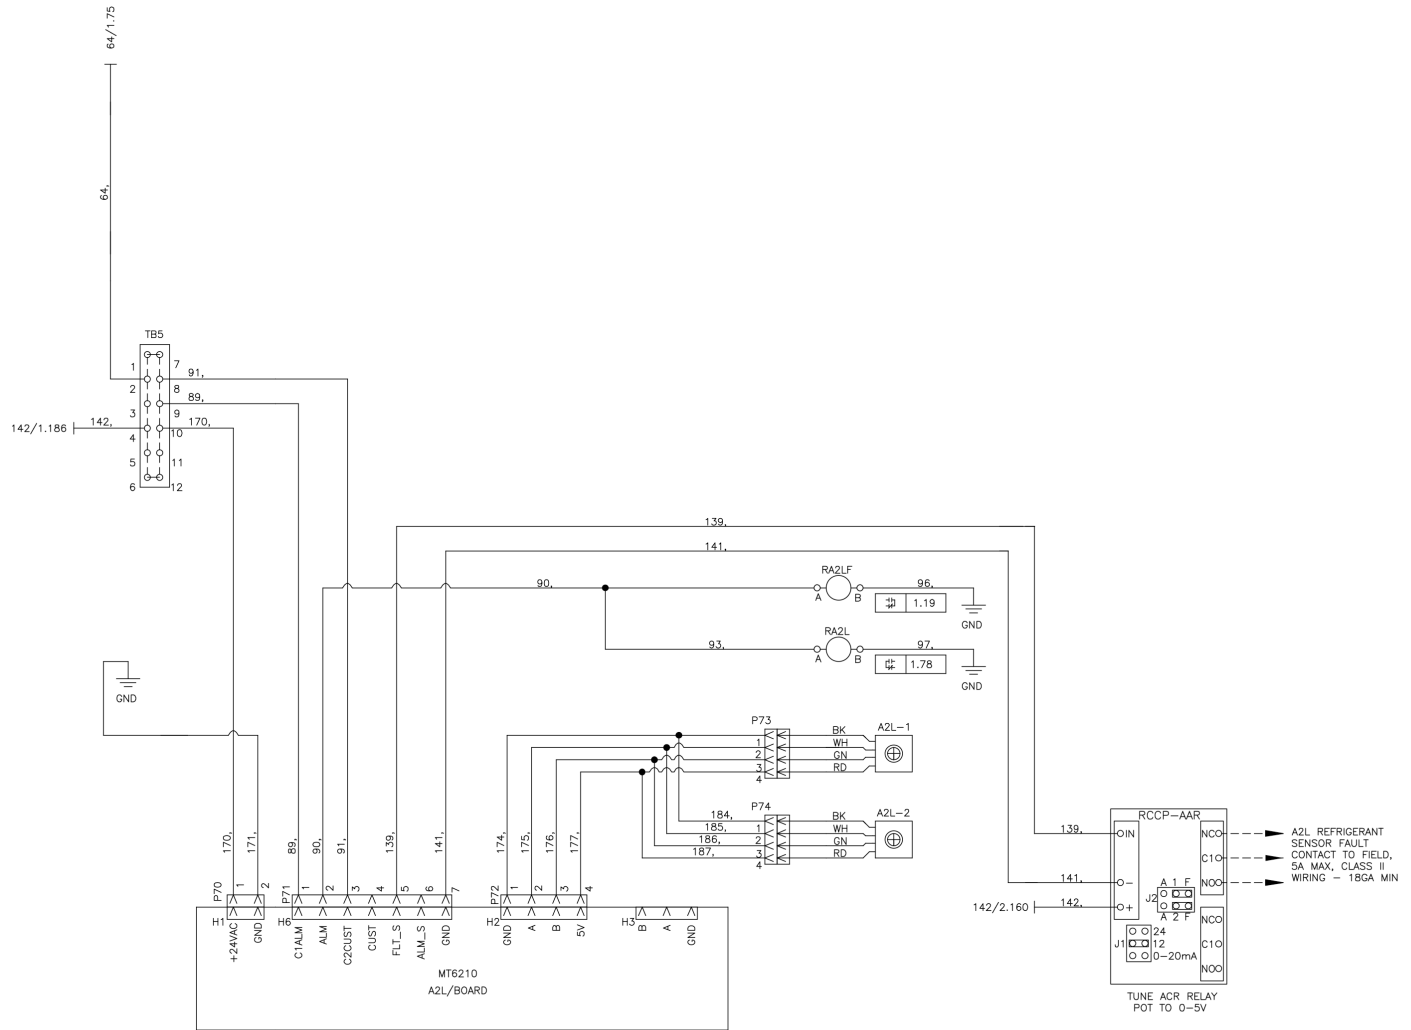 64/1.75
64,
TB5
1 7
91,
2 8
89,
3 9
142/1.186
142,
170,
4 10
5 11
6 12
139,
141,
90,
RA2LF
A B
96,
1.19
GND
93,
RA2L
A B
97,
1.78
GND
GND
P73
1
2
3
4
BK
WH
GN
RD
A2L-1
P74
184,
185,
186,
187,
1
2
3
4
BK
WH
GN
RD
A2L-2
170,
171,
89,
90,
91,
139,
141,
174,
175,
176,
177,
P70
1
2
P71
1
2
3
4
5
6
7
P72
1
2
3
4
H1
H6
H2
H3
+24VAC
GND
C1ALM
ALM
C2CUST
CUST
FLT_S
ALM_S
GND
GND
A
B
5V
B
A
GND
MT6210
A2L/BOARD
RCCP-AAR
139,
IN
141,
-
142/2.160
142,
+
J2
A 1 F
A 2 F
J1
24
12
0-20mA
NC
C1
NO
NC
C1
NO
A2L REFRIGERANT
SENSOR FAULT
CONTACT TO FIELD,
5A MAX, CLASS II
WIRING - 18GA MIN
TUNE ACR RELAY
POT TO 0-5V